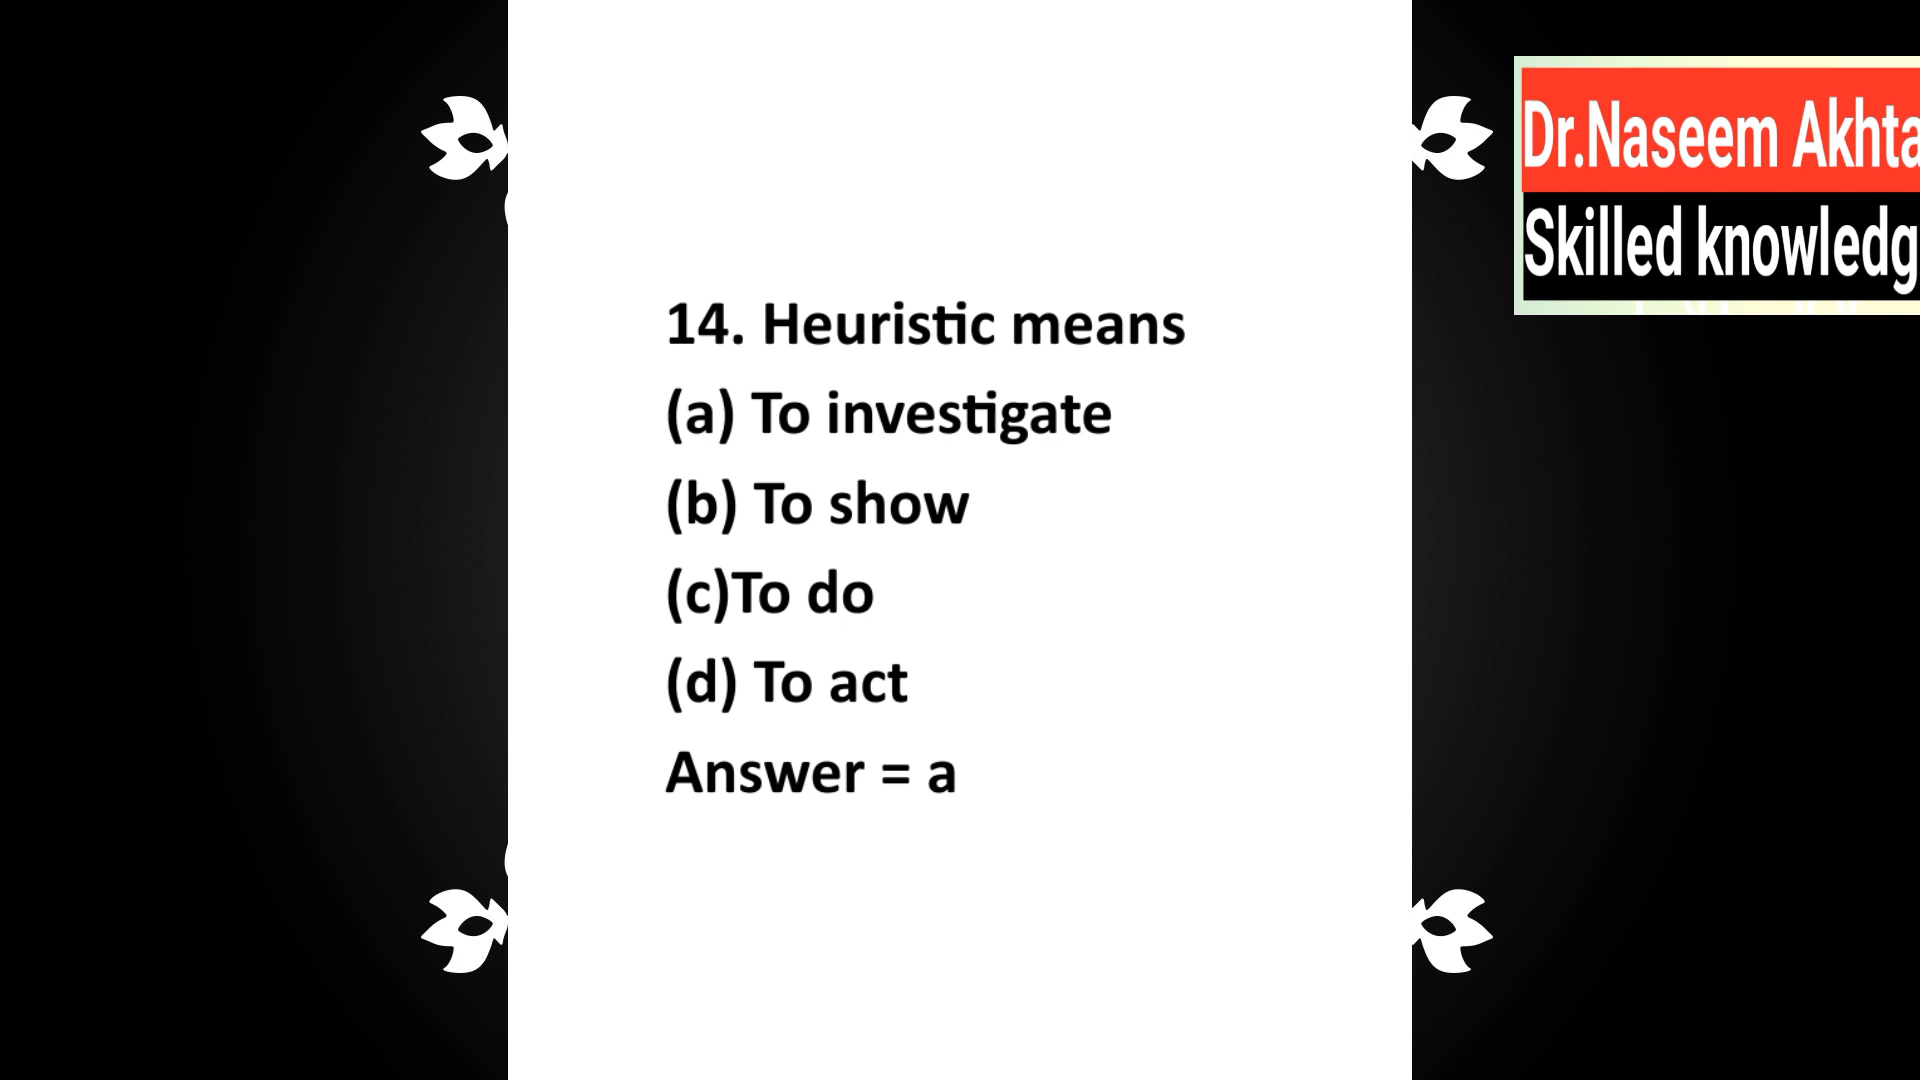 14. Heuristic means
(a) To investigate
(b) To show
(c)To do
(d) To act
Answer = a
Dr.Naseem Akhta
Skilled knowledg